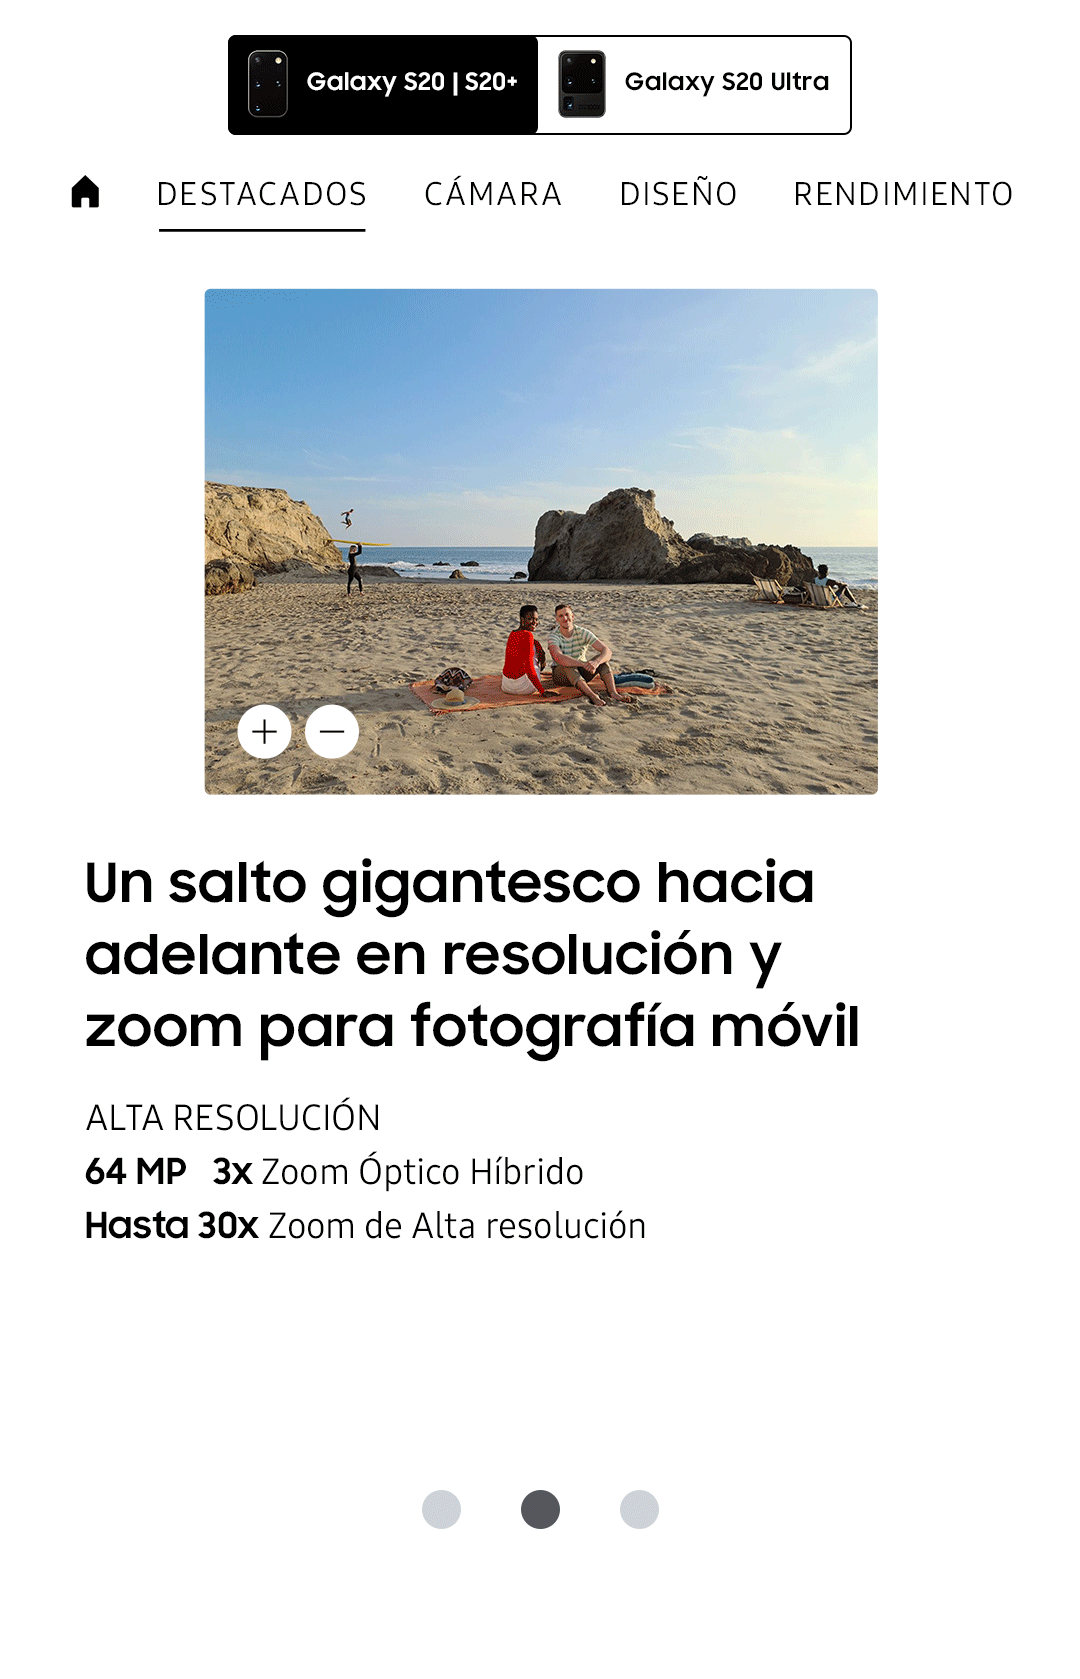 Galaxy S20 | S20+
Galaxy S20 Ultra
DESTACADOS CÁMARA DISEÑO RENDIMIENTO
Un salto gigantesco hacia
adelante en resolución y
zoom para fotografía móvil
ALTA RESOLUCIÓN
64 MP 3x Zoom Óptico Híbrido
Hasta 30x Zoom de Alta resolución